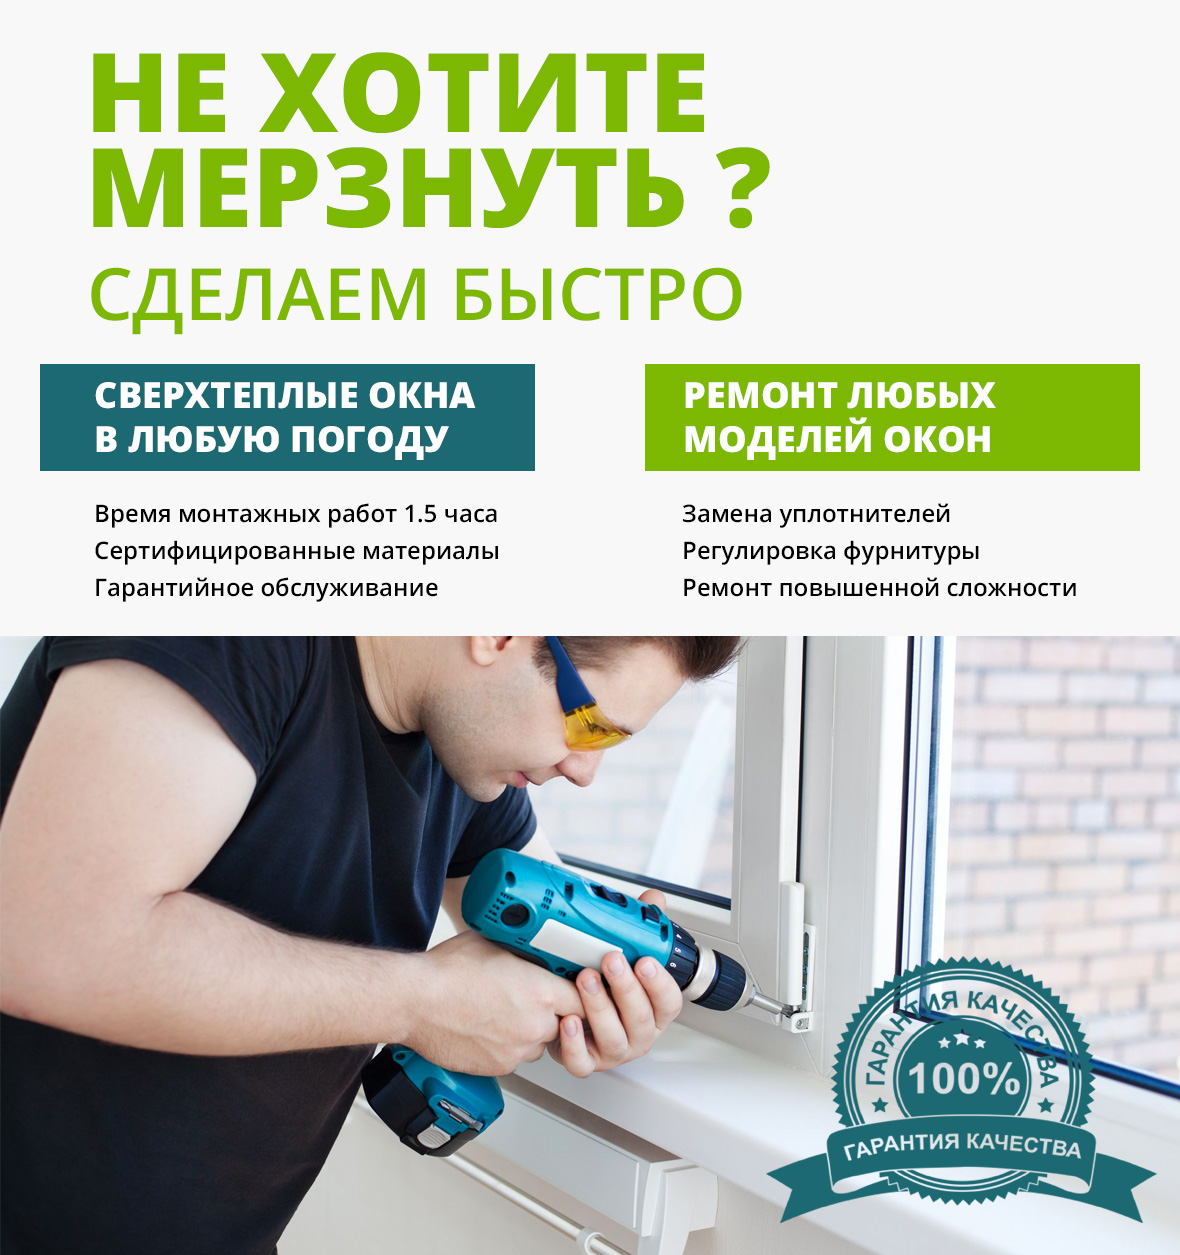 НЕ ХОТИТЕ
МЕРЗНУТЬ ?
СДЕЛАЕМ БЫСТРО
СВЕРХТЕПЛЫЕ ОКНА
В ЛЮБУЮ ПОГОДУ
Время монтажных работ 1.5 часа
Сертифицированные материалы
Гарантийное обслуживание
РЕМОНТ ЛЮБЫХ
МОДЕЛЕЙ ОКОН
Замена уплотнителей
Регулировка фурнитуры
Ремонт повышенной сложности
ГАРАНТИЯ КАЧЕСТВА
100%
ГАРАНТИЯ КАЧЕСТВА